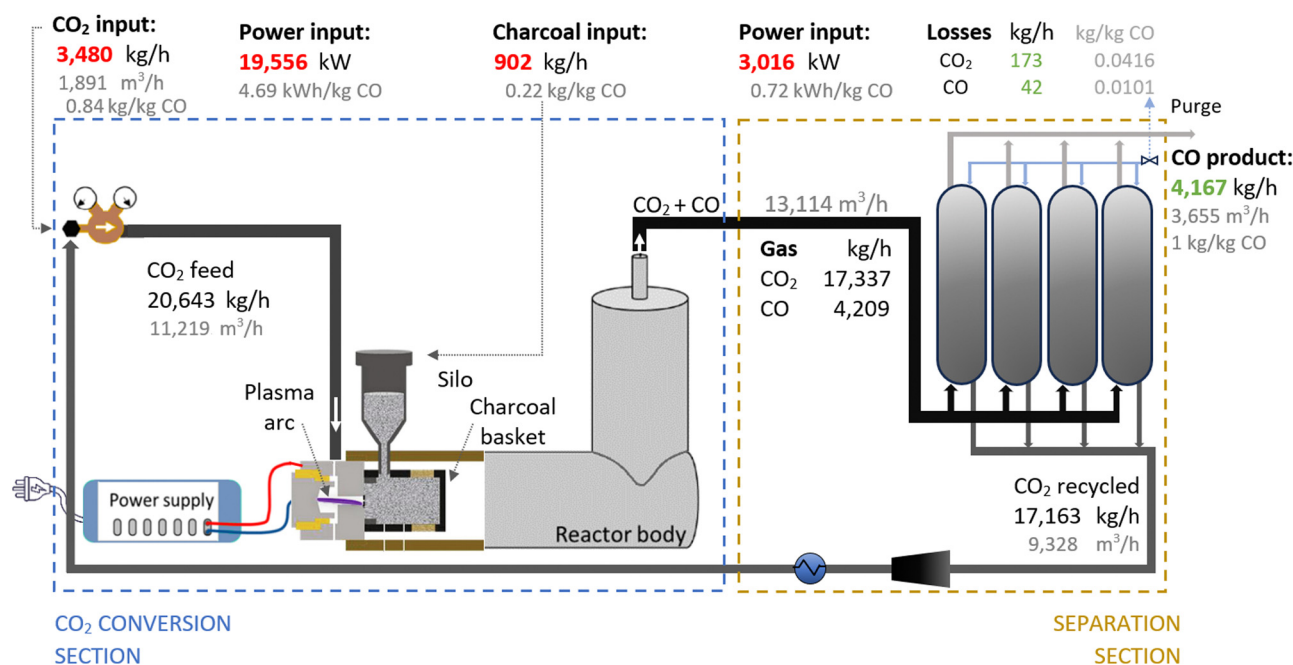 CO₂ input:
3,480 kg/h
1,891 m³/h
0.84 kg/kg CO
Power input:
19,556 kW
4.69 kWh/kg CO
Charcoal input:
902 kg/h
0.22 kg/kg CO
Power input:
3,016 kW
0.72 kWh/kg CO
Losses kg/h kg/kg CO
CO₂ 173 0.0416
CO 42 0.0101
Purge
CO product:
4,167 kg/h
3,655 m³/h
1 kg/kg CO
CO₂ + CO
13,114 m³/h
Gas kg/h
CO₂ 17,337
CO 4,209
CO₂ feed
20,643 kg/h
11,219 m³/h
Plasma
arc
Silo
Charcoal
basket
Power supply
Reactor body
CO₂ recycled
17,163 kg/h
9,328 m³/h
CO₂ CONVERSION
SECTION
SEPARATION
SECTION